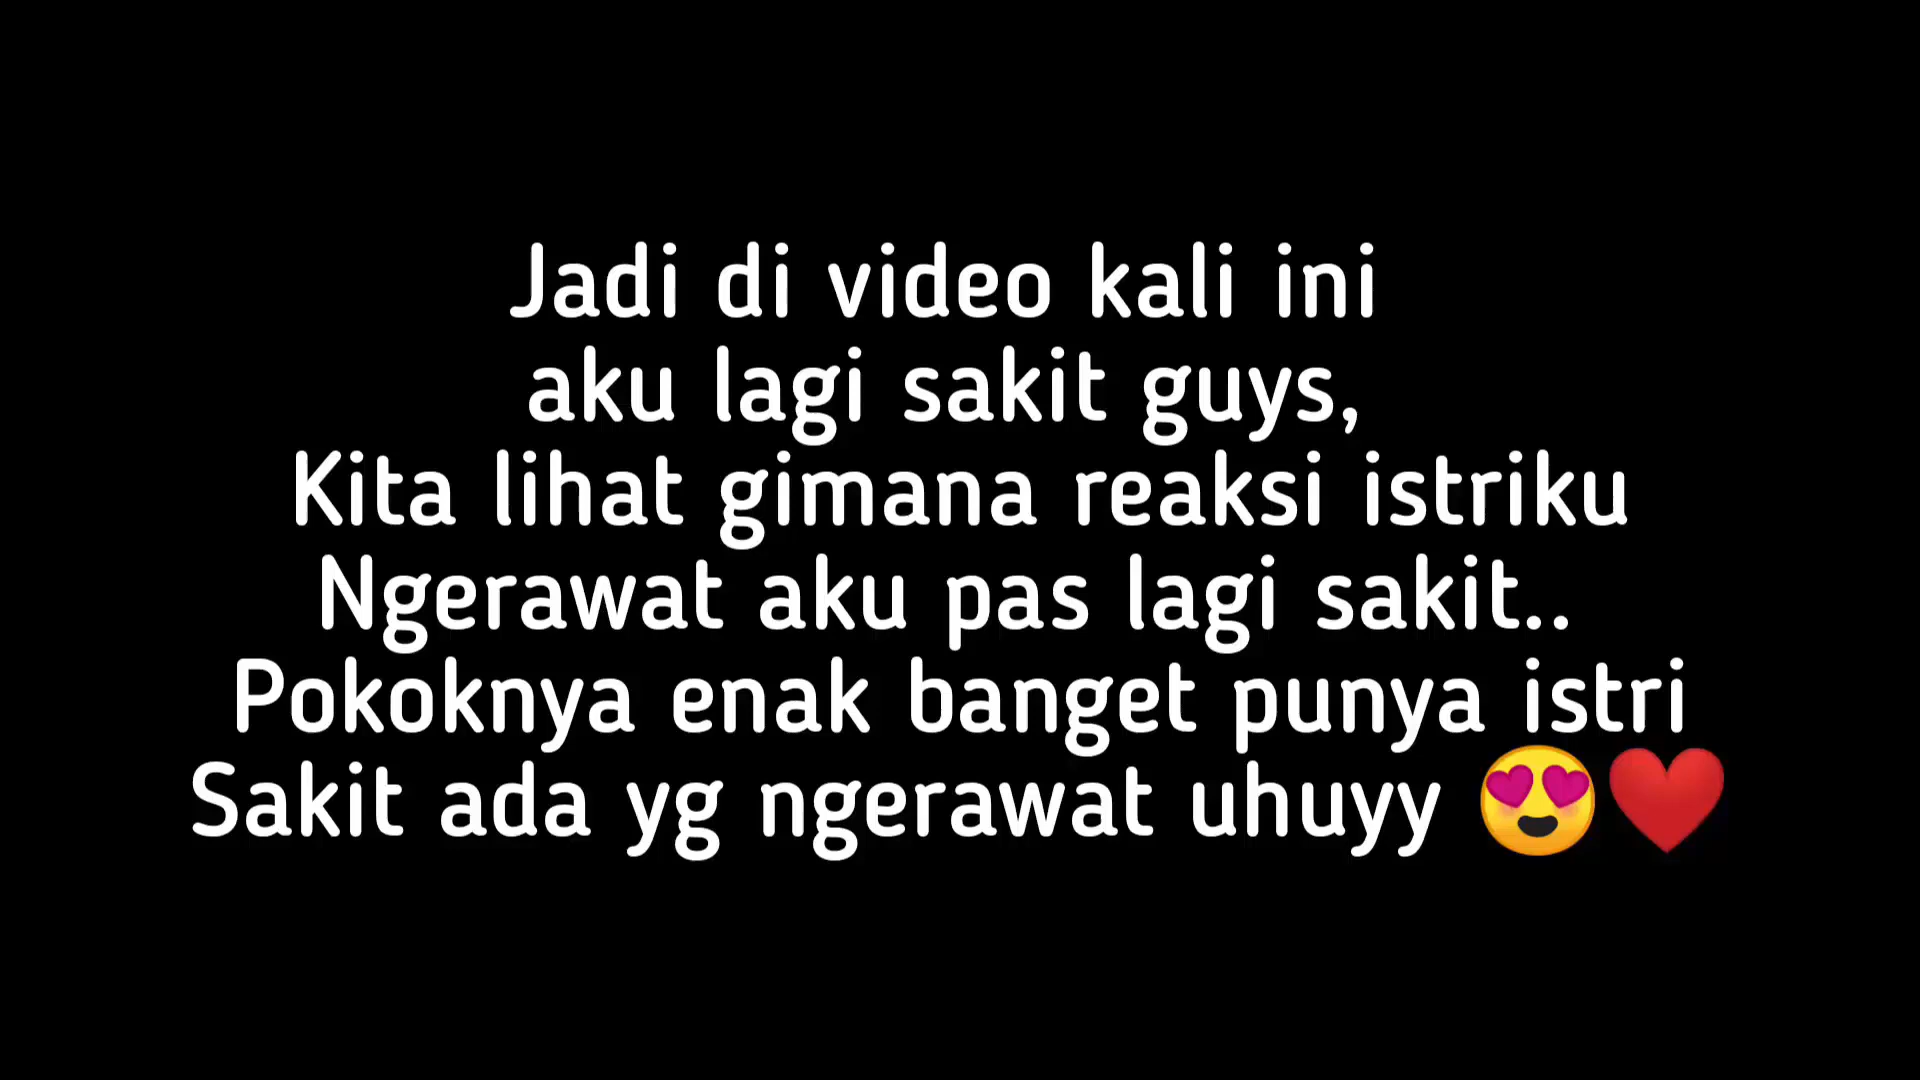 Jadi di video kali ini
aku lagi sakit guys,
Kita lihat gimana reaksi istriku
Ngerawat aku pas lagi sakit..
Pokoknya enak banget punya istri
Sakit ada yg ngerawat uhuyy 😍❤️